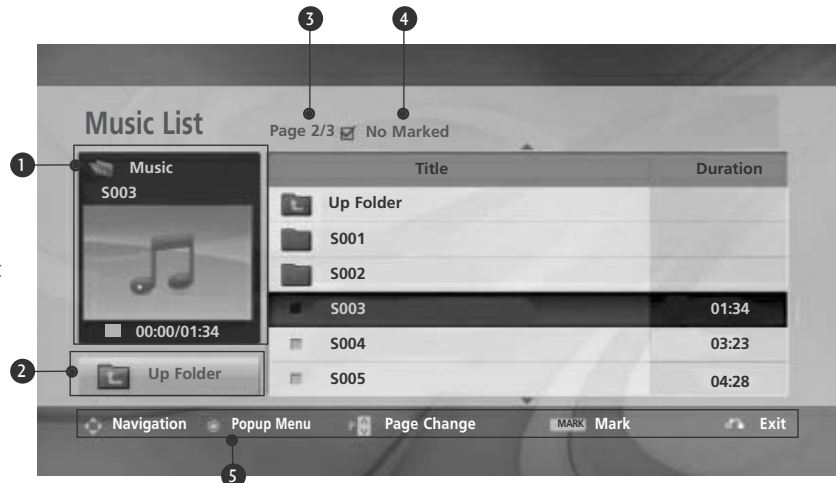 3 4
Music List
Page 2/3 No Marked
1
Music
S003
00:00/01:34
2
Up Folder
Title Duration
Up Folder
S001
S002
S003 01:34
S004 03:23
S005 04:28
Navigation Popup Menu P Page Change MARK Mark Exit
5